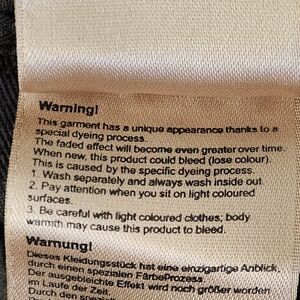 Warning!
This garment has a unique appearance thanks to a
special dyeing process.
The faded effect will become even greater over time.
When new, this product could bleed (lose colour).
This is caused by the specific dyeing process.
1. Wash separately and always wash inside out.
2. Pay attention when you sit on light coloured
surfaces.
3. Be careful with light coloured clothes; body
warmth may cause this product to bleed.
Warnung!
Dieses Kleidungsstück hat eine einzigartige Anblick,
durch einen spezialen FärbeProzess.
Der ausgebleichte Effekt wird noch größer worden
im Laufe der Zeit.
Durch den